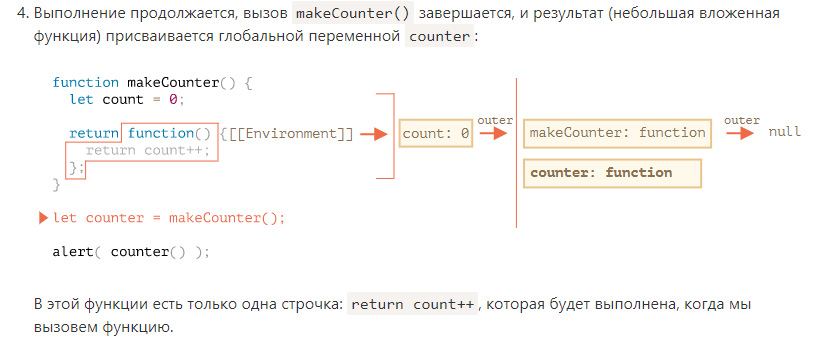 4. Выполнение продолжается, вызов makeCounter() завершается, и результат (небольшая вложенная
функция) присваивается глобальной переменной counter:
function makeCounter() {
let count = 0;
outer
outer
return function() {[[Environment]]
count: 0
makeCounter: function
null
return count++;
};
counter: function
}
let counter = makeCounter();
alert( counter() );
В этой функции есть только одна строчка: return count++, которая будет выполнена, когда мы
вызовем функцию.